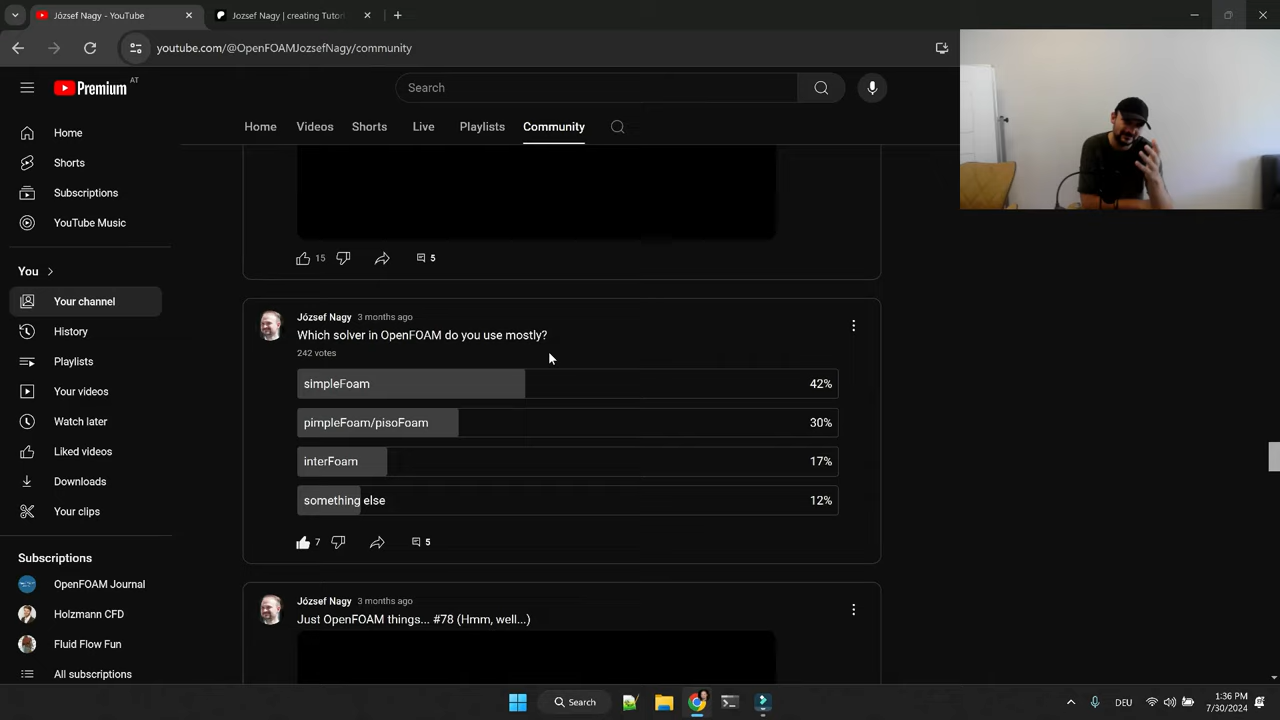 József Nagy - YouTube
Jozsef Nagy | creating Tutori
youtube.com/@OpenFOAMJozsefNagy/community
Premium AT
Search
Home Videos Shorts Live Playlists Community
Home
Shorts
Subscriptions
YouTube Music
You
Your channel
History
Playlists
Your videos
Watch later
Liked videos
Downloads
Your clips
Subscriptions
OpenFOAM Journal
Holzmann CFD
Fluid Flow Fun
All subscriptions
15 5
József Nagy 3 months ago
Which solver in OpenFOAM do you use mostly?
242 votes
simpleFoam 42%
pimpleFoam/pisoFoam 30%
interFoam 17%
something else 12%
7 5
József Nagy 3 months ago
Just OpenFOAM things... #78 (Hmm, well...)
Search
DEU
1:36 PM
7/30/2024